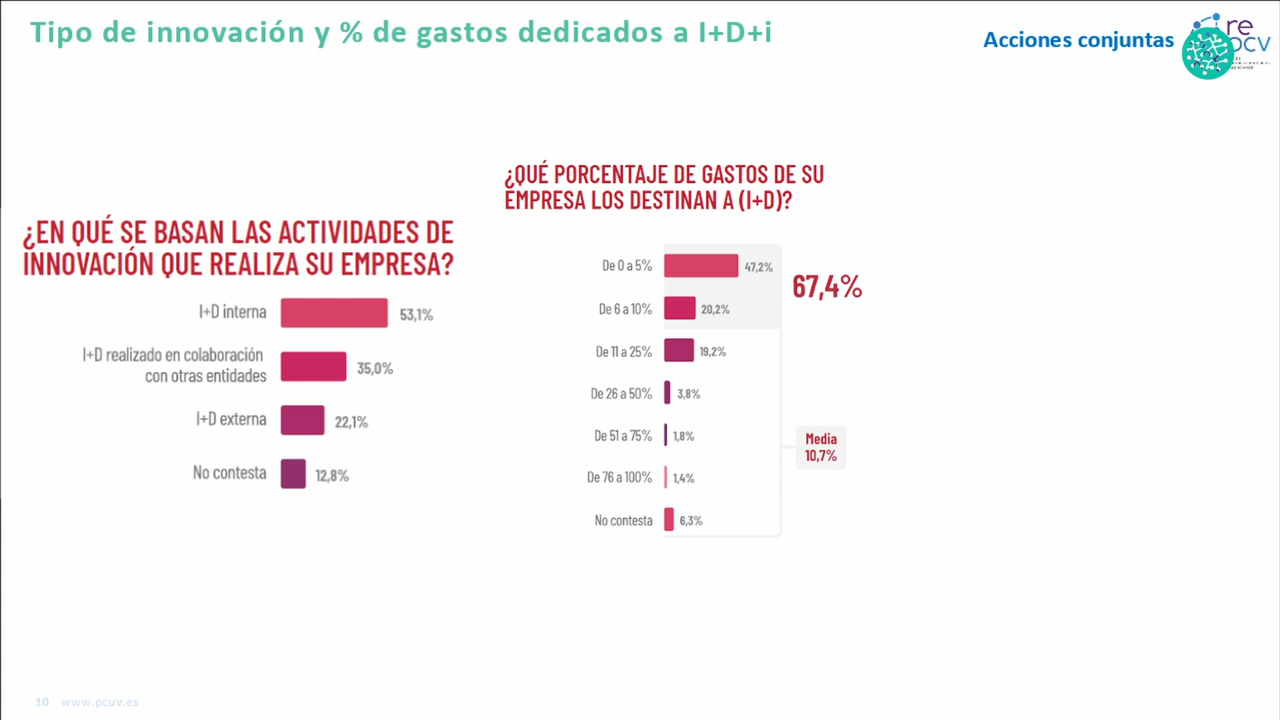 Tipo de innovación y % de gastos dedicados a I+D+i
Acciones conjuntas
re
pcv
¿EN QUÉ SE BASAN LAS ACTIVIDADES DE
INNOVACIÓN QUE REALIZA SU EMPRESA?
I+D interna
53,1%
I+D realizado en colaboración
con otras entidades
35,0%
I+D externa
22,1%
No contesta
12,8%
¿QUÉ PORCENTAJE DE GASTOS DE SU
EMPRESA LOS DESTINAN A (I+D)?
De 0 a 5%
47,2%
De 6 a 10%
20,2%
67,4%
De 11 a 25%
19,2%
De 26 a 50%
3,8%
De 51 a 75%
1,8%
De 76 a 100%
1,4%
No contesta
6,3%
Media
10,7%
10 www.pcuv.es